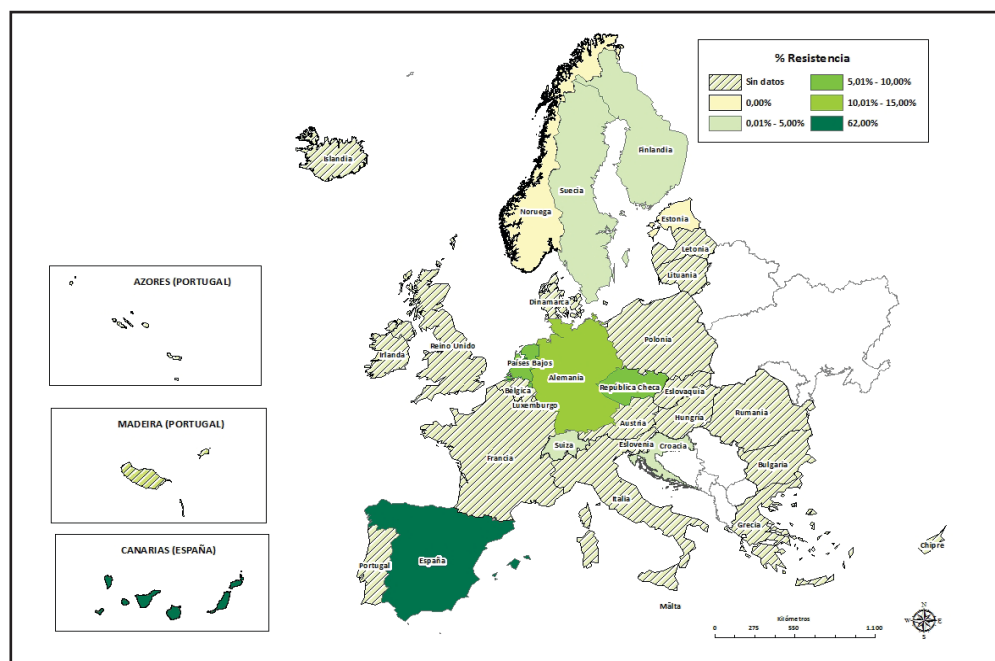 % Resistencia
Sin datos
0,00%
0,01% - 5,00%
5,01% - 10,00%
10,01% - 15,00%
62,00%
Islandia
Noruega
Suecia
Finlandia
Estonia
Letonia
Lituania
Dinamarca
Irlanda
Reino Unido
Países Bajos
Bélgica
Luxemburgo
Alemania
Polonia
República Checa
Eslovaquia
Austria
Hungría
Rumania
Suiza
Eslovenia
Croacia
Francia
Italia
Bulgaria
Grecia
Chipre
Malta
Portugal
España
AZORES (PORTUGAL)
MADEIRA (PORTUGAL)
CANARIAS (ESPAÑA)
Kilómetros
0 275 550 1.100
N
W E
S